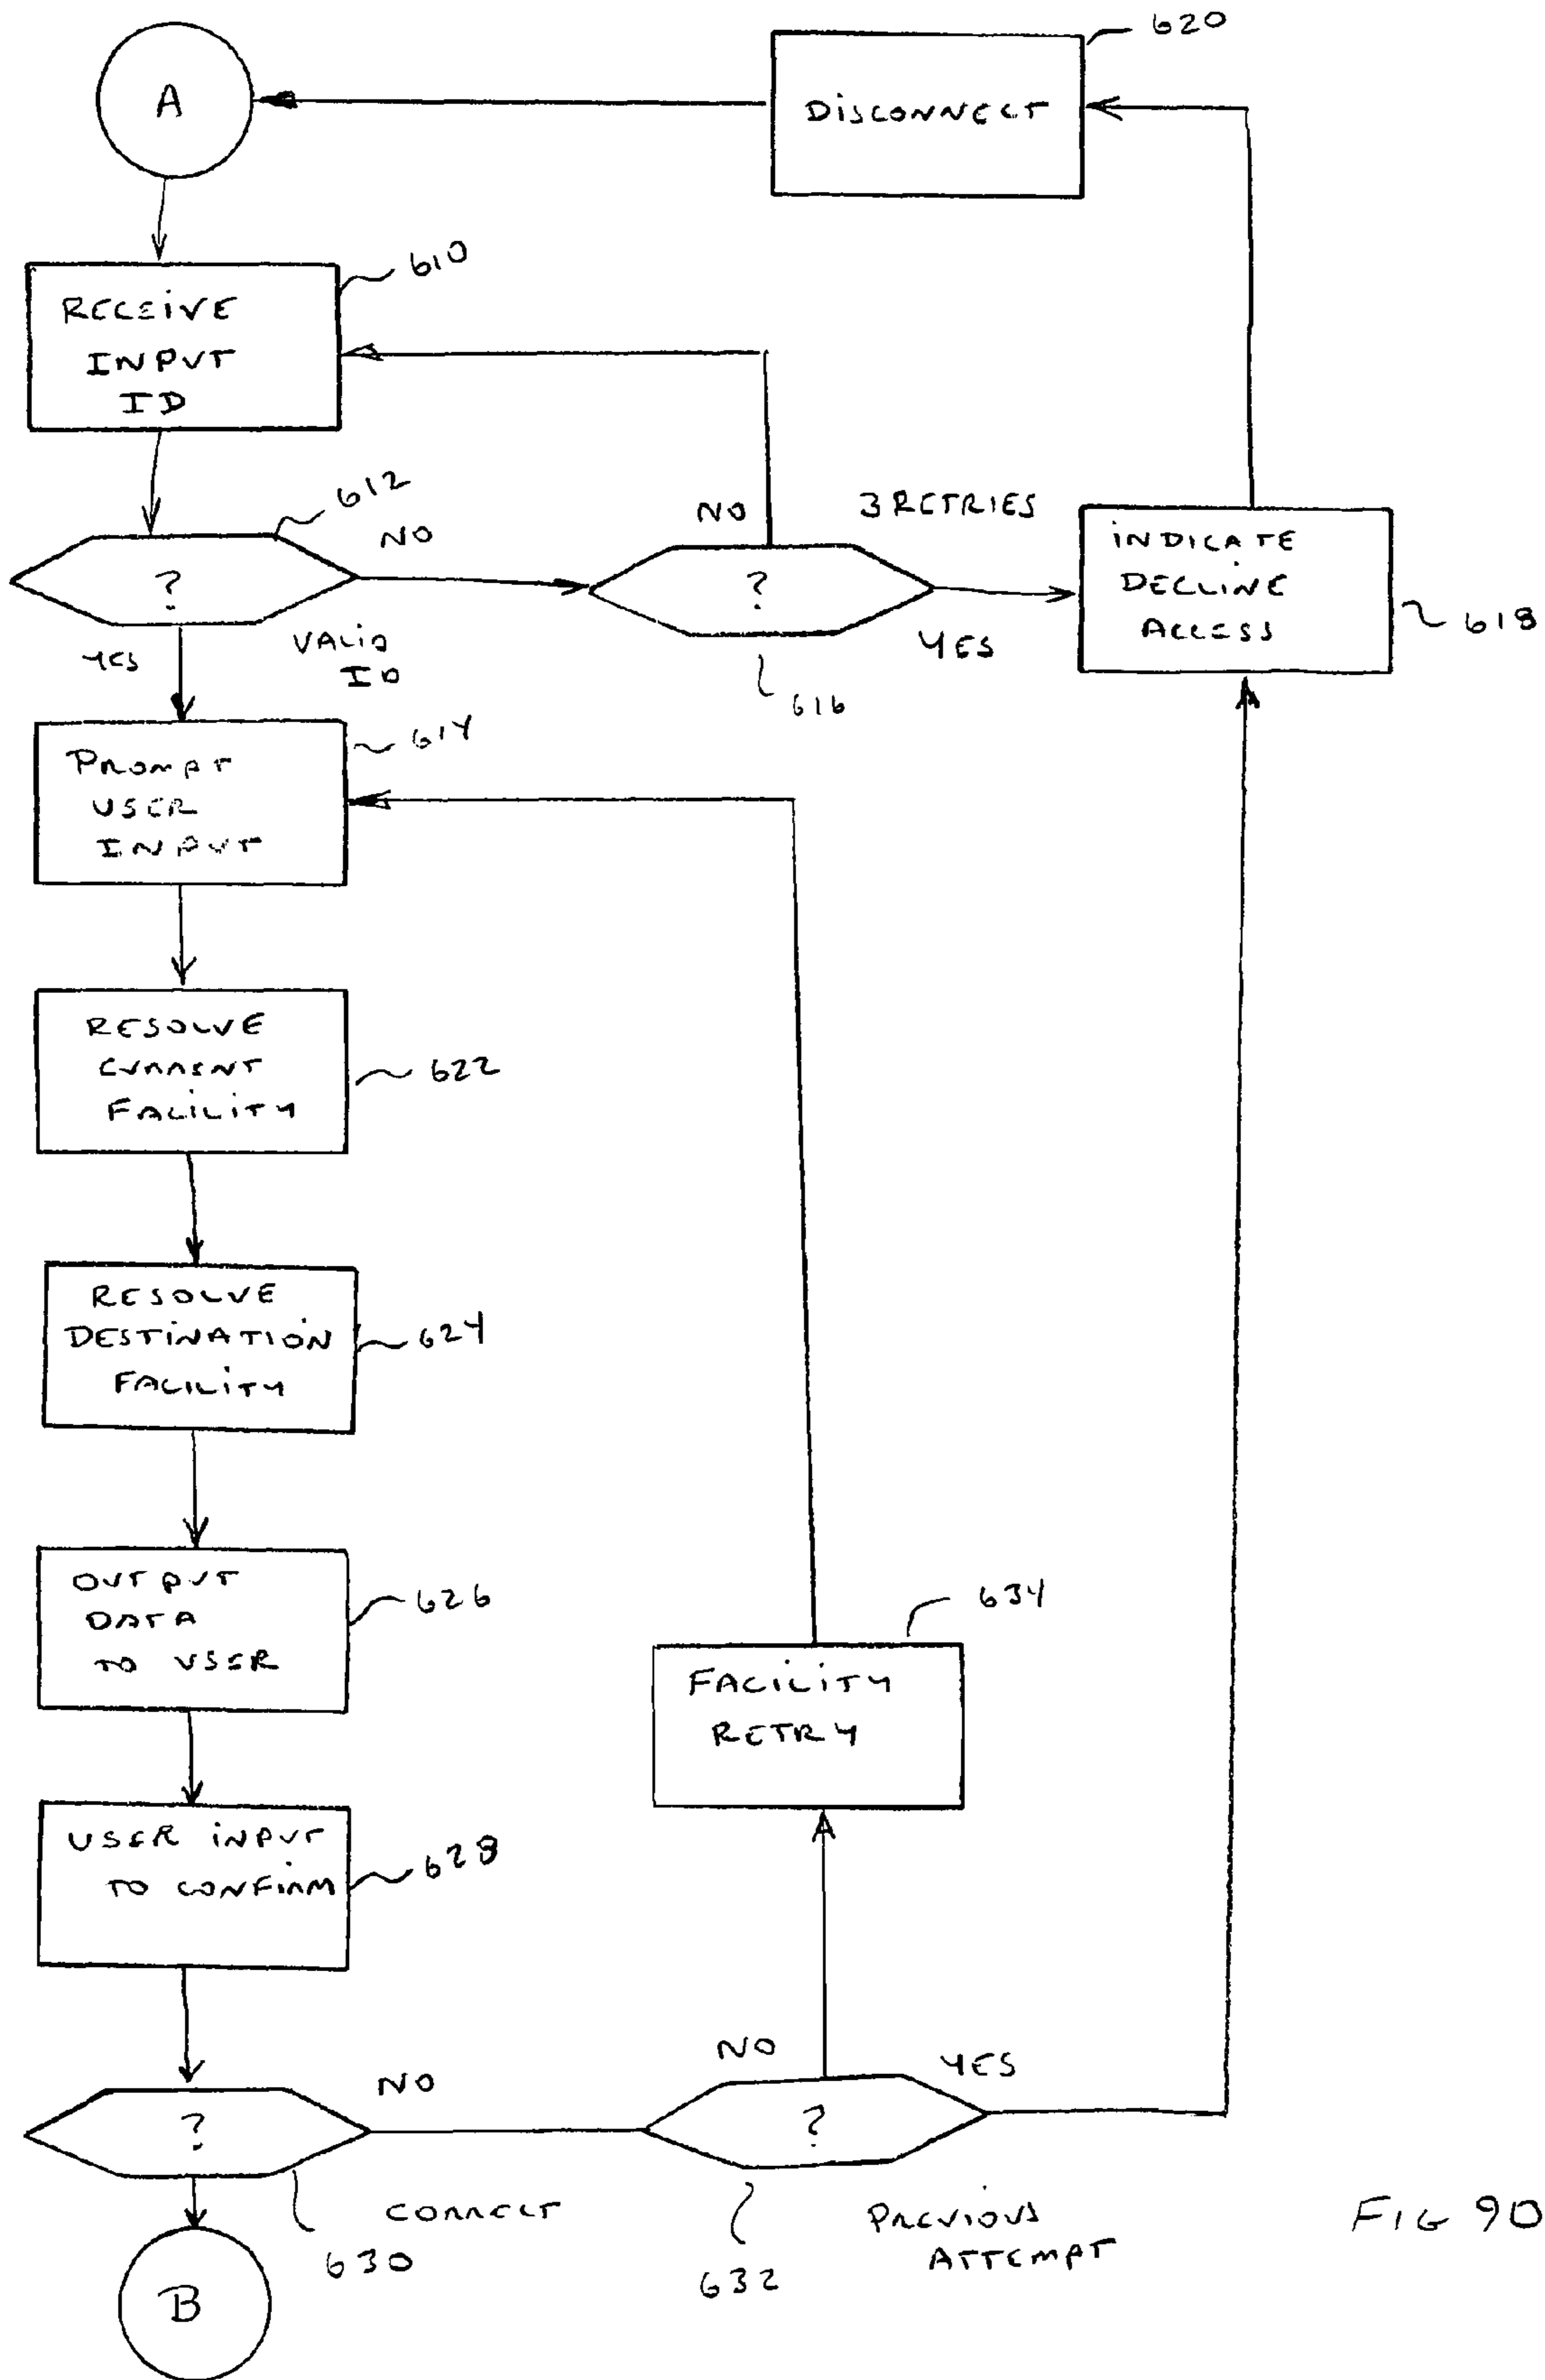 620
A
DISCONNECT
610
RECEIVE
INPUT
ID
612
NO
NO
3 RETRIES
?
?
INDICATE
DECLINE
ACCESS
618
YES
VALID
ID
YES
616
614
PROMPT
USER
INPUT
RESOLVE
CURRENT
FACILITY
622
RESOLVE
DESTINATION
FACILITY
624
OUTPUT
DATA
TO USER
626
634
FACILITY
RETRY
USER INPUT
TO CONFIRM
628
NO
NO
YES
?
?
CORRECT
630
632
PREVIOUS
ATTEMPT
B
FIG 90